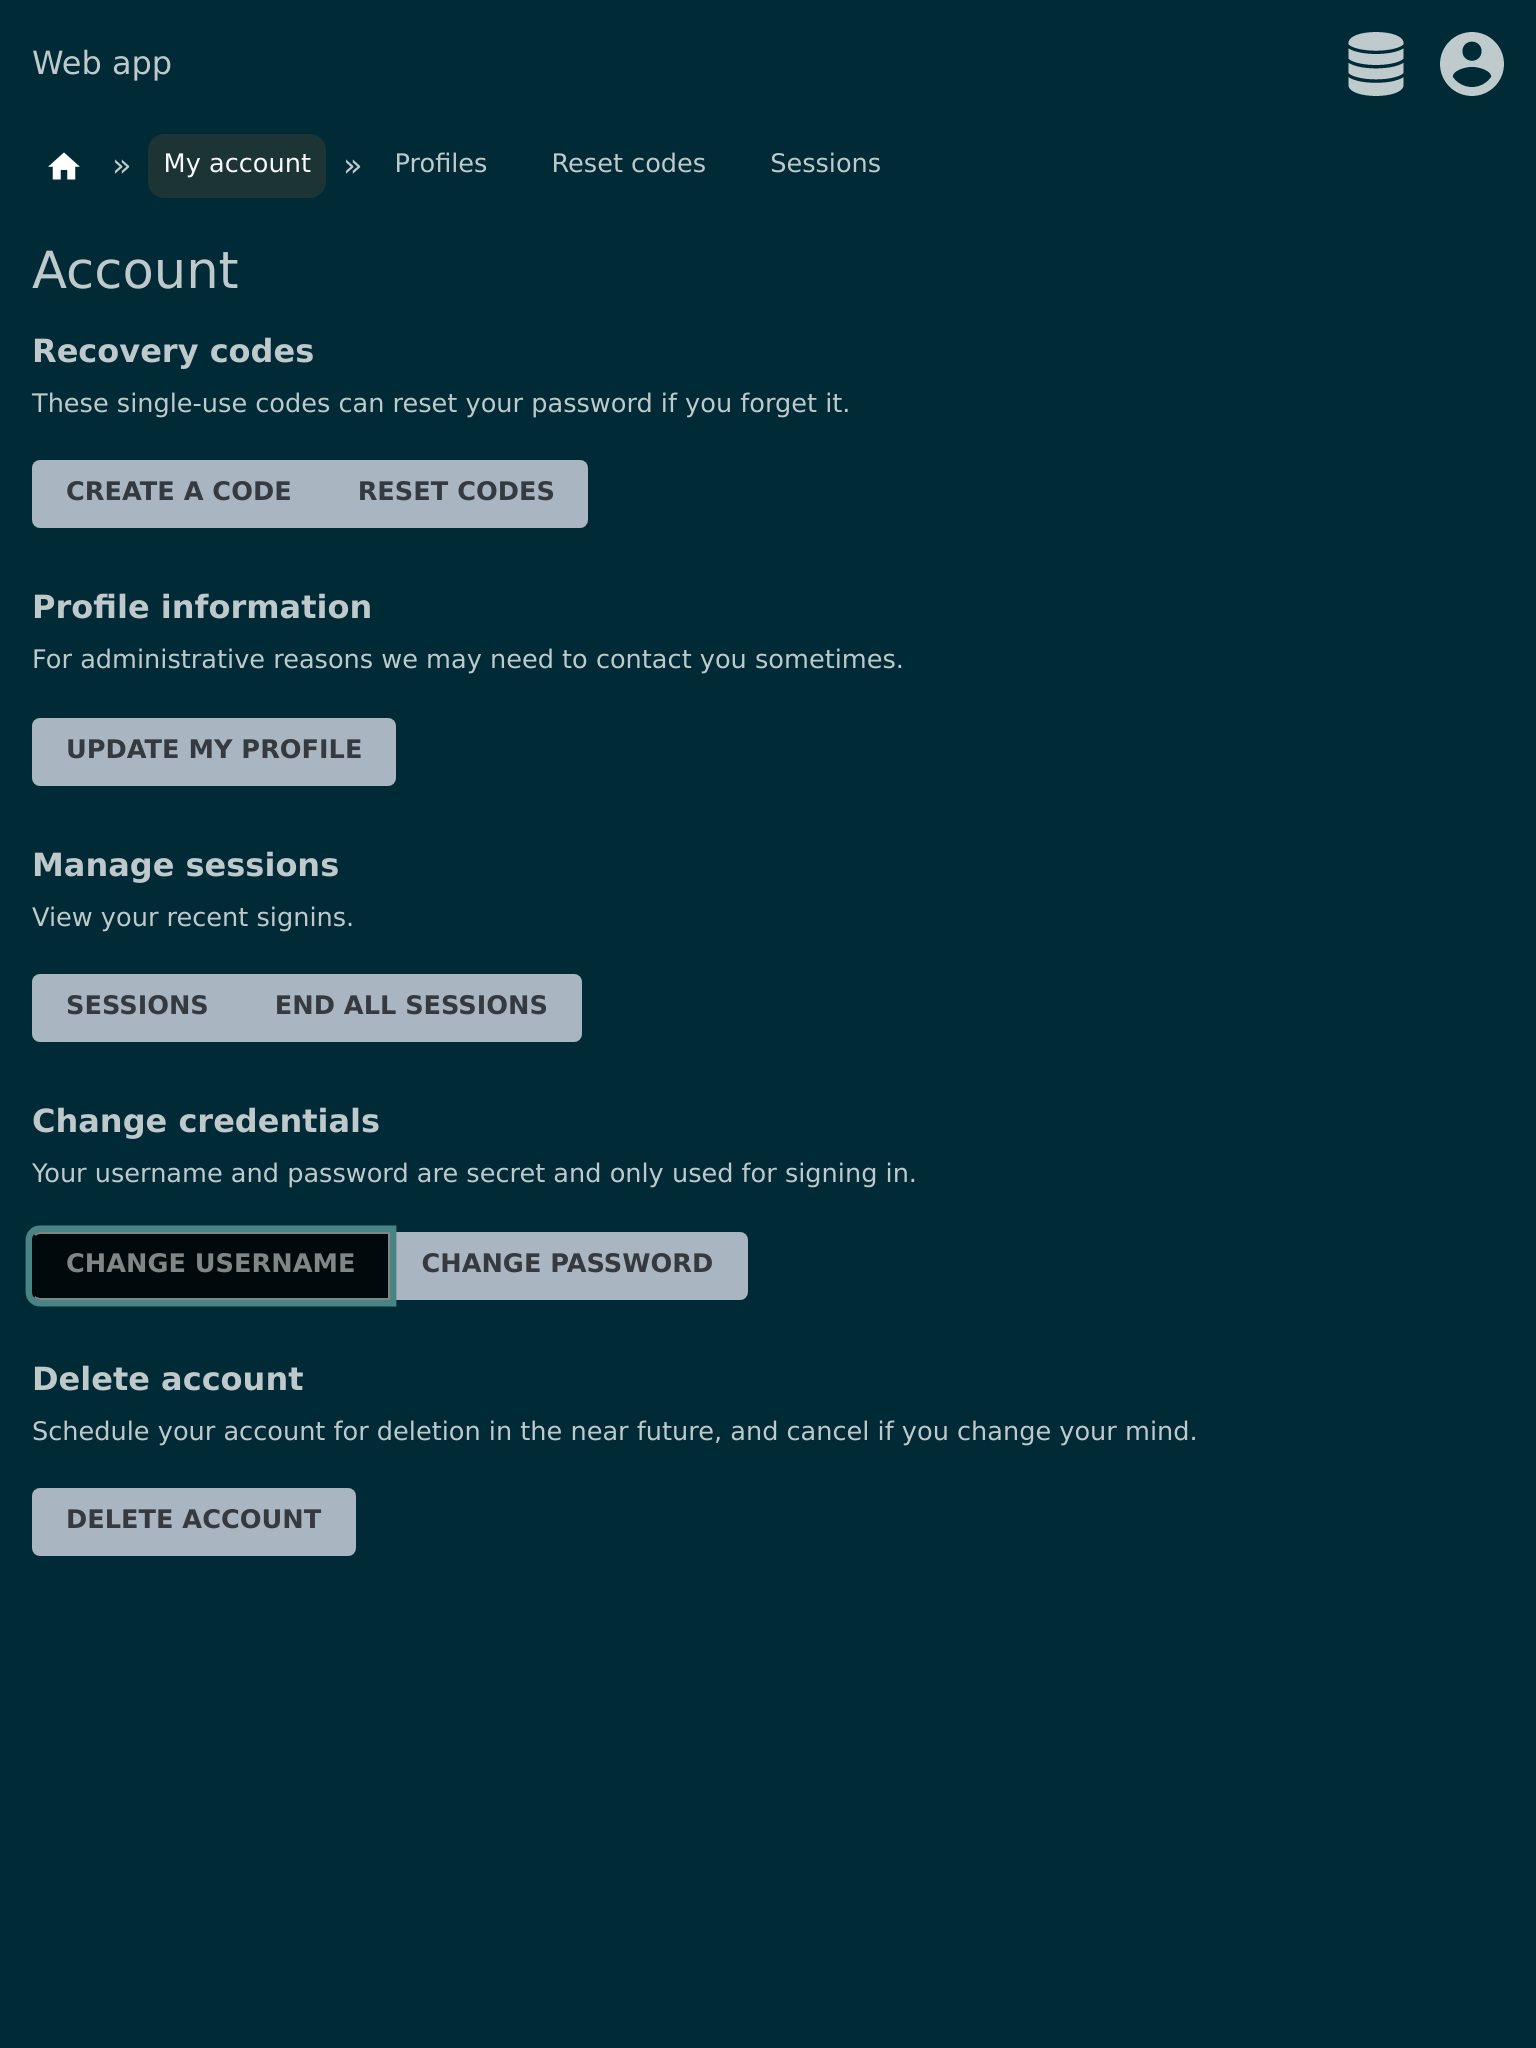 Web app
» My account » Profiles Reset codes Sessions
Account
Recovery codes
These single-use codes can reset your password if you forget it.
CREATE A CODE RESET CODES
Profile information
For administrative reasons we may need to contact you sometimes.
UPDATE MY PROFILE
Manage sessions
View your recent signins.
SESSIONS END ALL SESSIONS
Change credentials
Your username and password are secret and only used for signing in.
CHANGE USERNAME CHANGE PASSWORD
Delete account
Schedule your account for deletion in the near future, and cancel if you change your mind.
DELETE ACCOUNT